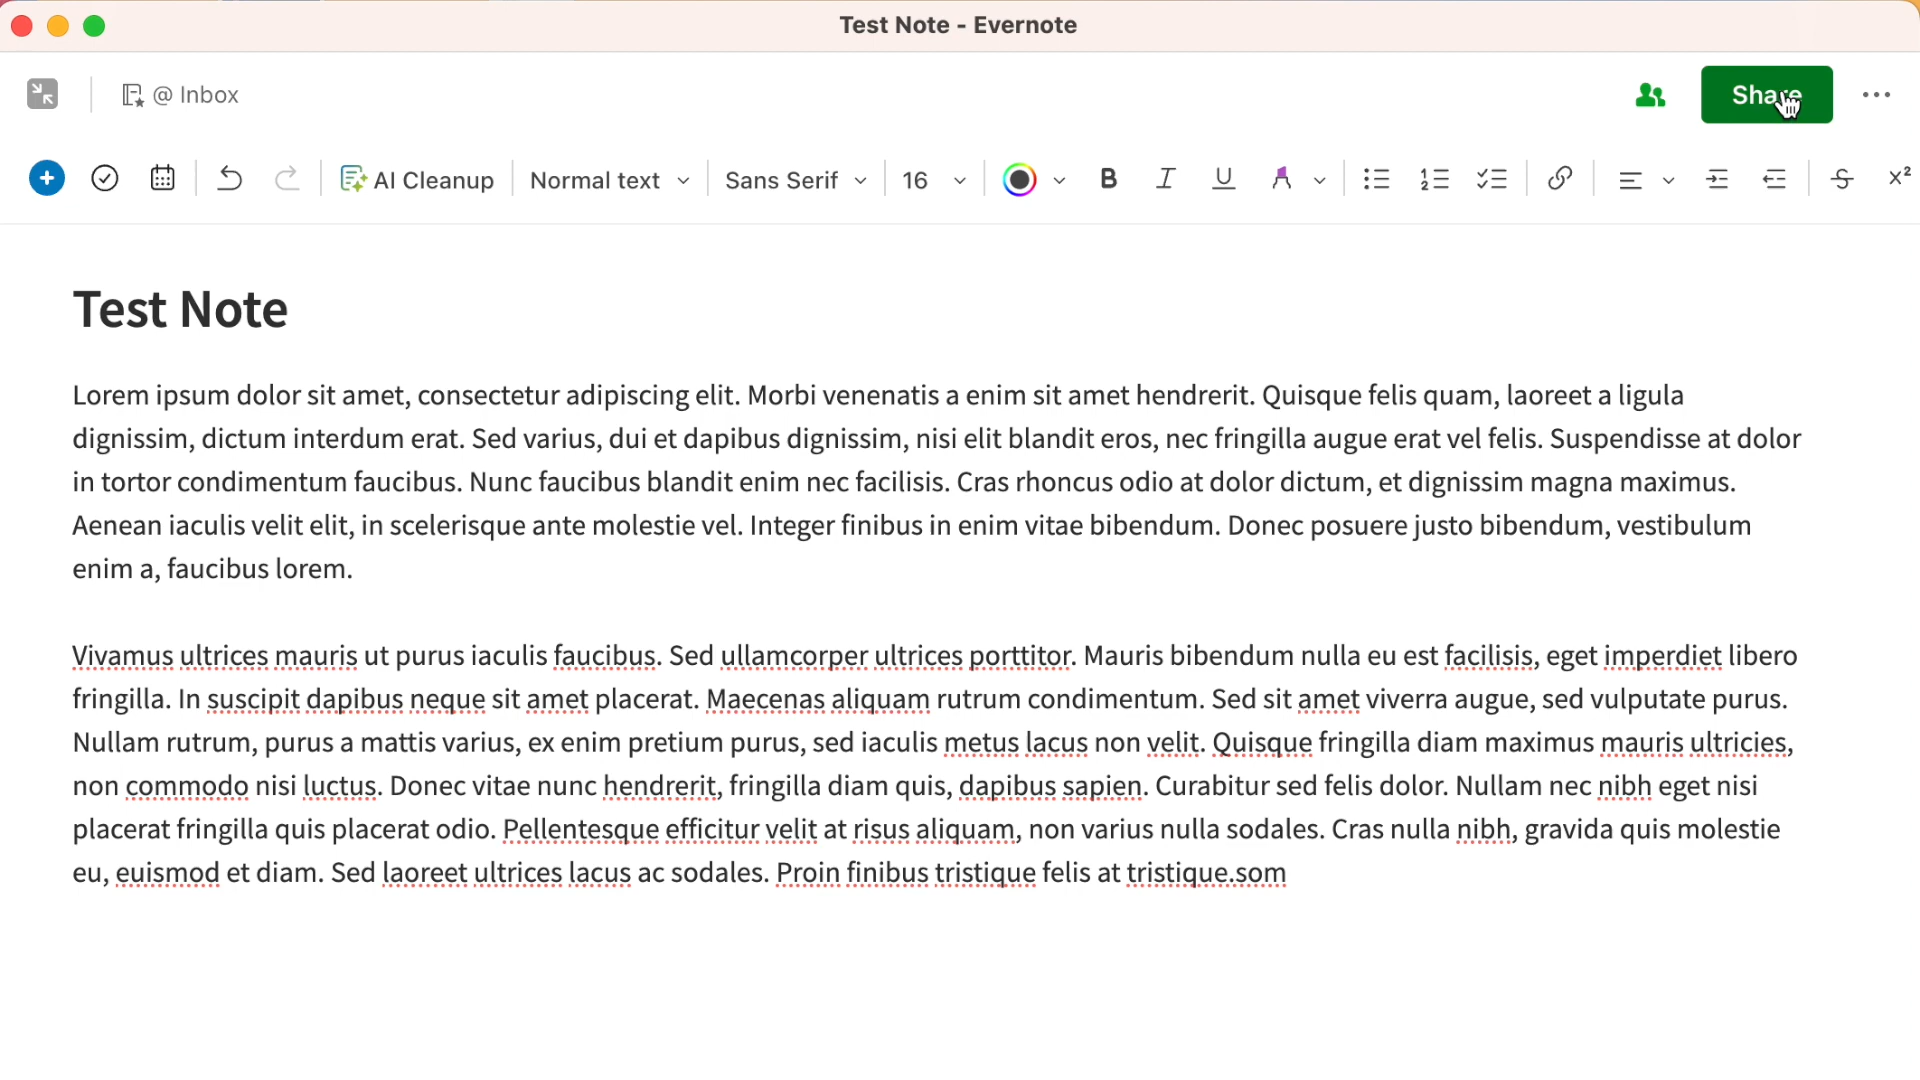 Test Note - Evernote
@ Inbox
Share
AI Cleanup Normal text Sans Serif 16 B I U x²
Test Note
Lorem ipsum dolor sit amet, consectetur adipiscing elit. Morbi venenatis a enim sit amet hendrerit. Quisque felis quam, laoreet a ligula
dignissim, dictum interdum erat. Sed varius, dui et dapibus dignissim, nisi elit blandit eros, nec fringilla augue erat vel felis. Suspendisse at dolor
in tortor condimentum faucibus. Nunc faucibus blandit enim nec facilisis. Cras rhoncus odio at dolor dictum, et dignissim magna maximus.
Aenean iaculis velit elit, in scelerisque ante molestie vel. Integer finibus in enim vitae bibendum. Donec posuere justo bibendum, vestibulum
enim a, faucibus lorem.
Vivamus ultrices mauris ut purus iaculis faucibus. Sed ullamcorper ultrices porttitor. Mauris bibendum nulla eu est facilisis, eget imperdiet libero
fringilla. In suscipit dapibus neque sit amet placerat. Maecenas aliquam rutrum condimentum. Sed sit amet viverra augue, sed vulputate purus.
Nullam rutrum, purus a mattis varius, ex enim pretium purus, sed iaculis metus lacus non velit. Quisque fringilla diam maximus mauris ultricies,
non commodo nisi luctus. Donec vitae nunc hendrerit, fringilla diam quis, dapibus sapien. Curabitur sed felis dolor. Nullam nec nibh eget nisi
placerat fringilla quis placerat odio. Pellentesque efficitur velit at risus aliquam, non varius nulla sodales. Cras nulla nibh, gravida quis molestie
eu, euismod et diam. Sed laoreet ultrices lacus ac sodales. Proin finibus tristique felis at tristique.som